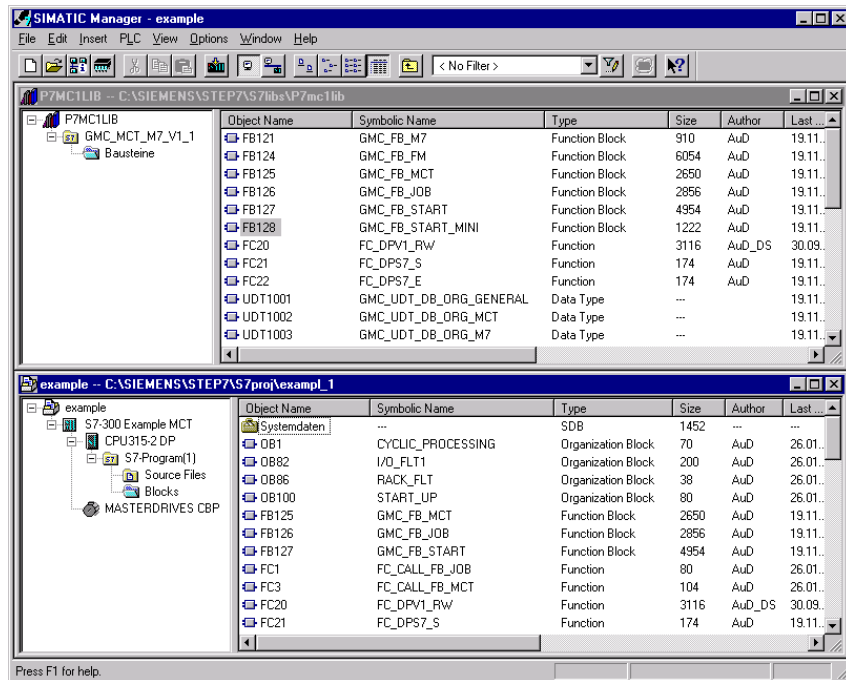 SIMATIC Manager - example
File Edit Insert PLC View Options Window Help
< No Filter >
P7MC1LIB -- C:\SIEMENS\STEP7\S7libs\P7mc1lib
P7MC1LIB
GMC_MCT_M7_V1_1
Bausteine
Object Name Symbolic Name Type Size Author Last ...
FB121 GMC_FB_M7 Function Block 910 AuD 19.11..
FB124 GMC_FB_FM Function Block 6054 AuD 19.11..
FB125 GMC_FB_MCT Function Block 2650 AuD 19.11..
FB126 GMC_FB_JOB Function Block 2856 AuD 19.11..
FB127 GMC_FB_START Function Block 4954 AuD 19.11..
FB128 GMC_FB_START_MINI Function Block 1222 AuD 19.11..
FC20 FC_DPV1_RW Function 3116 AuD_DS 30.09..
FC21 FC_DPS7_S Function 174 AuD 19.11..
FC22 FC_DPS7_E Function 174 AuD 19.11..
UDT1001 GMC_UDT_DB_ORG_GENERAL Data Type --- 19.11..
UDT1002 GMC_UDT_DB_ORG_MCT Data Type --- 19.11..
UDT1003 GMC_UDT_DB_ORG_M7 Data Type --- 19.11..
example -- C:\SIEMENS\STEP7\S7proj\exampl_1
example
S7-300 Example MCT
CPU315-2 DP
S7-Program(1)
Source Files
Blocks
MASTERDRIVES CBP
Object Name Symbolic Name Type Size Author Last ...
Systemdaten --- SDB 1452 --- ---
OB1 CYCLIC_PROCESSING Organization Block 70 AuD 26.01..
OB82 I/O_FLT1 Organization Block 200 AuD 26.01..
OB86 RACK_FLT Organization Block 38 AuD 26.01..
OB100 START_UP Organization Block 80 AuD 26.01..
FB125 GMC_FB_MCT Function Block 2650 AuD 19.11..
FB126 GMC_FB_JOB Function Block 2856 AuD 19.11..
FB127 GMC_FB_START Function Block 4954 AuD 19.11..
FC1 FC_CALL_FB_JOB Function 80 AuD 26.01..
FC3 FC_CALL_FB_MCT Function 104 AuD 26.01..
FC20 FC_DPV1_RW Function 3116 AuD_DS 30.09..
FC21 FC_DPS7_S Function 174 AuD 19.11..
Press F1 for help.